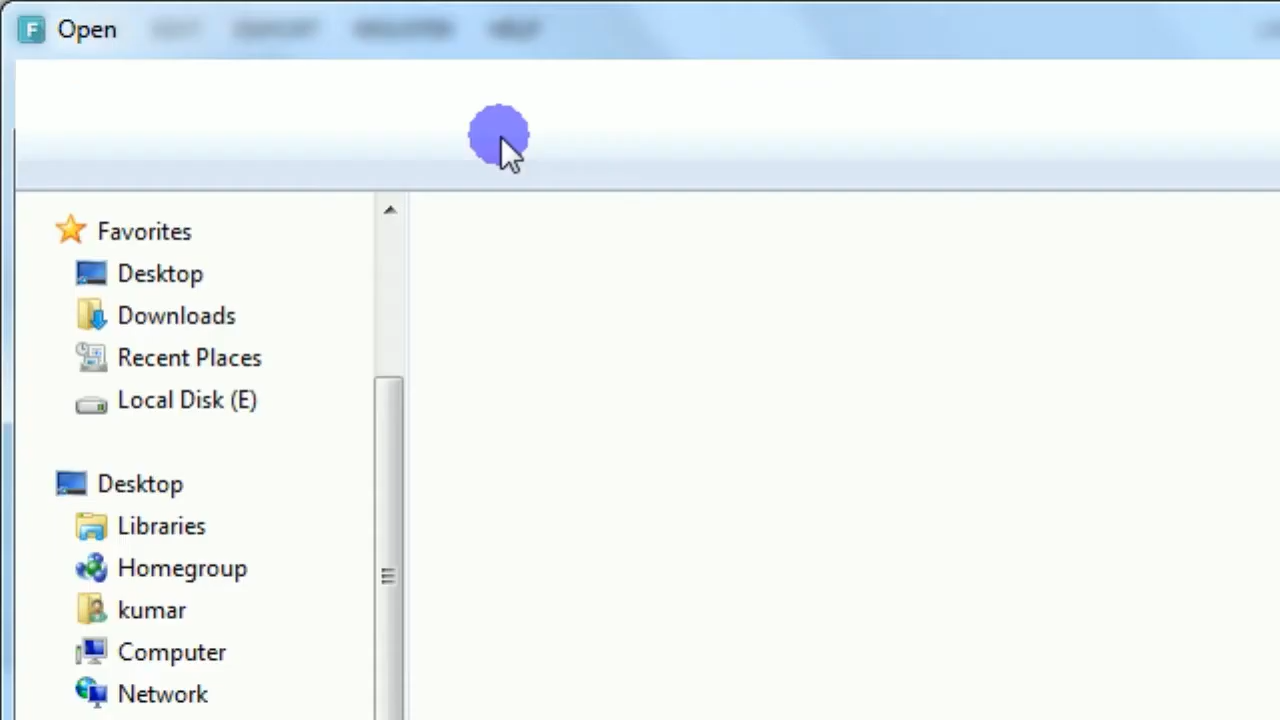 F Open
Favorites
Desktop
Downloads
Recent Places
Local Disk (E)
Desktop
Libraries
Homegroup
kumar
Computer
Network